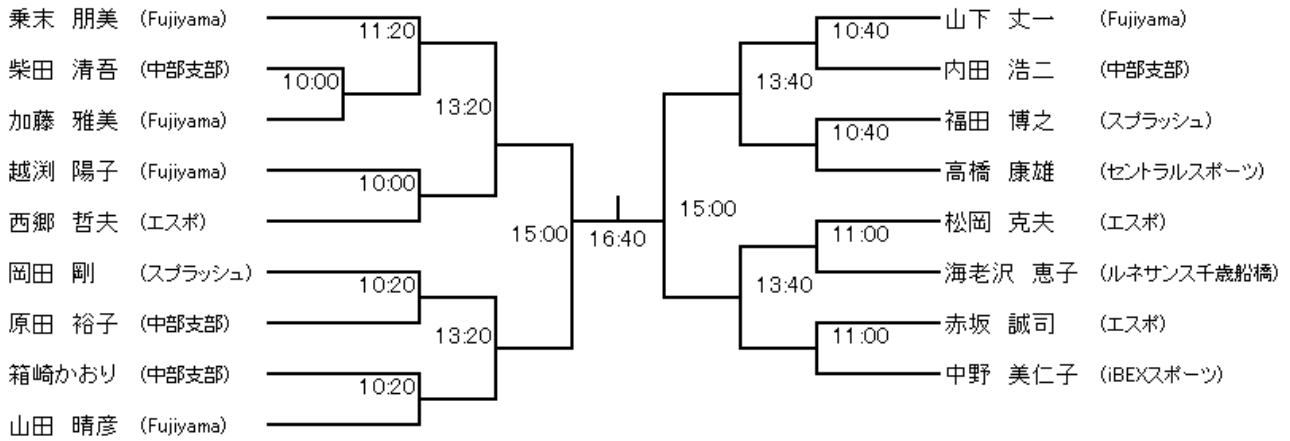 乗末 朋美 (Fujiyama)
11:20
柴田 清吾 (中部支部)
10:00
13:20
加藤 雅美 (Fujiyama)
越渕 陽子 (Fujiyama)
10:00
西郷 哲夫 (エスポ)
15:00
岡田 剛 (スプラッシュ)
10:20
原田 裕子 (中部支部)
13:20
箱崎かおり (中部支部)
10:20
山田 晴彦 (Fujiyama)
16:40
山下 丈一 (Fujiyama)
10:40
内田 浩二 (中部支部)
13:40
福田 博之 (スプラッシュ)
10:40
高橋 康雄 (セントラルスポーツ)
15:00
松岡 克夫 (エスポ)
11:00
海老沢 恵子 (ルネサンス千歳船橋)
13:40
赤坂 誠司 (エスポ)
11:00
中野 美仁子 (iBEXスポーツ)